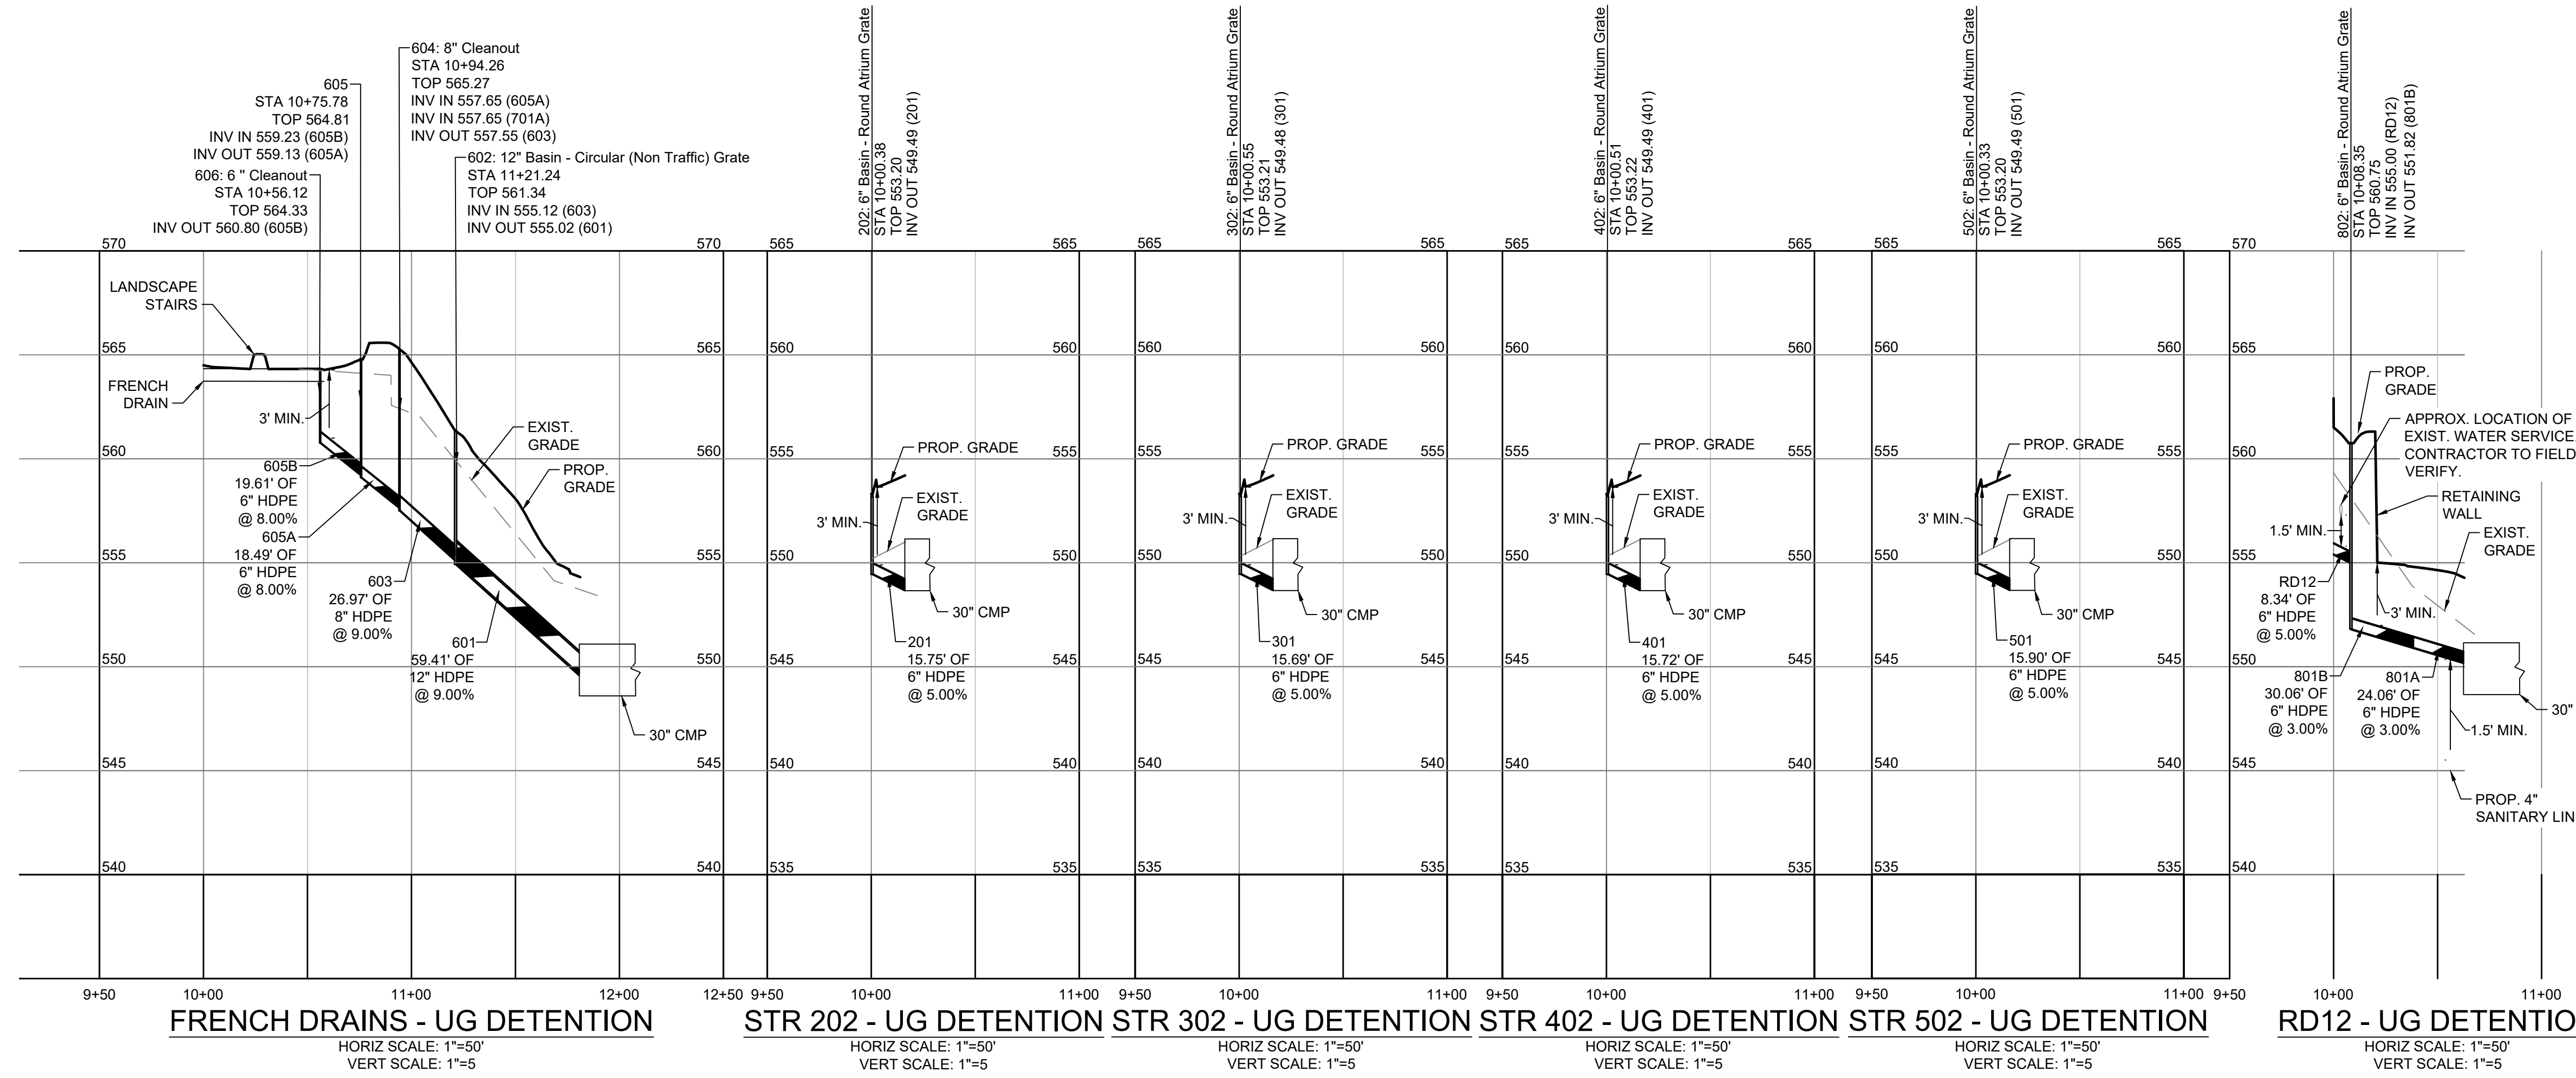 604: 8" Cleanout
STA 10+94.26
TOP 565.27
INV IN 557.65 (605A)
INV IN 557.65 (701A)
INV OUT 557.55 (603)
605
STA 10+75.78
TOP 564.81
INV IN 559.23 (605B)
INV OUT 559.13 (605A)
606: 6 " Cleanout
STA 10+56.12
TOP 564.33
INV OUT 560.80 (605B)
602: 12" Basin - Circular (Non Traffic) Grate
STA 11+21.24
TOP 561.34
INV IN 555.12 (603)
INV OUT 555.02 (601)
570
570
LANDSCAPE
STAIRS
565
565
FRENCH
DRAIN
3' MIN.
EXIST.
GRADE
PROP.
GRADE
560
560
605B
19.61' OF
6" HDPE
@ 8.00%
605A
18.49' OF
6" HDPE
@ 8.00%
555
555
603
26.97' OF
8" HDPE
@ 9.00%
601
59.41' OF
12" HDPE
@ 9.00%
550
550
30" CMP
545
545
540
540
9+50
10+00
11+00
12+00
12+50
FRENCH DRAINS - UG DETENTION
HORIZ SCALE: 1"=50'
VERT SCALE: 1"=5
202: 6" Basin - Round Atrium Grate
STA 10+00.38
TOP 553.20
INV OUT 549.49 (201)
565
565
560
560
PROP. GRADE
555
555
EXIST.
GRADE
3' MIN.
550
550
30" CMP
201
15.75' OF
6" HDPE
@ 5.00%
545
545
540
540
535
535
9+50
10+00
11+00
STR 202 - UG DETENTION
HORIZ SCALE: 1"=50'
VERT SCALE: 1"=5
302: 6" Basin - Round Atrium Grate
STA 10+00.55
TOP 553.21
INV OUT 549.48 (301)
565
565
560
560
PROP. GRADE
555
555
EXIST.
GRADE
3' MIN.
550
550
30" CMP
301
15.69' OF
6" HDPE
@ 5.00%
545
545
540
540
535
535
9+50
10+00
11+00
STR 302 - UG DETENTION
HORIZ SCALE: 1"=50'
VERT SCALE: 1"=5
402: 6" Basin - Round Atrium Grate
STA 10+00.51
TOP 553.22
INV OUT 549.49 (401)
565
565
560
560
PROP. GRADE
555
555
EXIST.
GRADE
3' MIN.
550
550
30" CMP
401
15.72' OF
6" HDPE
@ 5.00%
545
545
540
540
535
535
9+50
10+00
11+00
STR 402 - UG DETENTION
HORIZ SCALE: 1"=50'
VERT SCALE: 1"=5
502: 6" Basin - Round Atrium Grate
STA 10+00.33
TOP 553.20
INV OUT 549.49 (501)
565
565
560
560
PROP. GRADE
555
555
EXIST.
GRADE
3' MIN.
550
550
30" CMP
501
15.90' OF
6" HDPE
@ 5.00%
545
545
540
540
535
535
9+50
10+00
11+00
STR 502 - UG DETENTION
HORIZ SCALE: 1"=50'
VERT SCALE: 1"=5
802: 6" Basin - Round Atrium Grate
STA 10+08.35
TOP 560.75
INV IN 555.00 (RD12)
INV OUT 551.82 (801B)
570
565
PROP.
GRADE
APPROX. LOCATION OF
EXIST. WATER SERVICE
CONTRACTOR TO FIELD
VERIFY.
560
RETAINING
WALL
1.5' MIN.
EXIST.
GRADE
555
RD12
8.34' OF
6" HDPE
@ 5.00%
3' MIN.
550
801B
30.06' OF
6" HDPE
@ 3.00%
801A
24.06' OF
6" HDPE
@ 3.00%
30"
1.5' MIN.
545
PROP. 4"
SANITARY LIN
540
9+50
10+00
11+00
RD12 - UG DETENTIO
HORIZ SCALE: 1"=50'
VERT SCALE: 1"=5